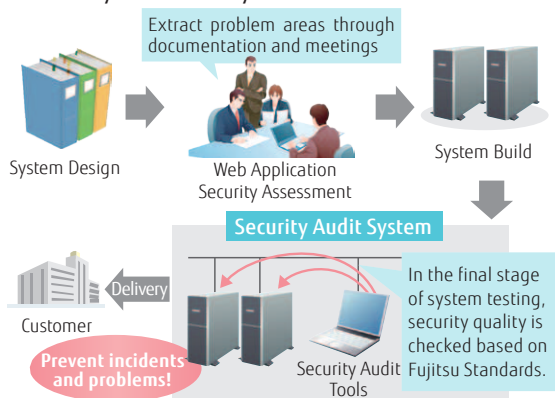 Extract problem areas through
documentation and meetings
System Design
Web Application
Security Assessment
System Build
Security Audit System
Delivery
Customer
Prevent incidents
and problems!
Security Audit
Tools
In the final stage
of system testing,
security quality is
checked based on
Fujitsu Standards.